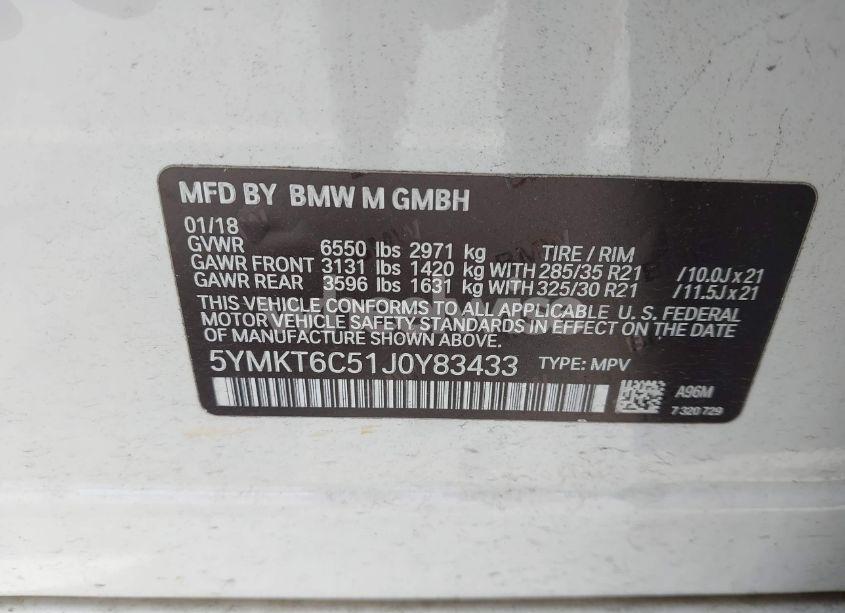 MFD BY BMW M GMBH
01/18
GVWR 6550 lbs 2971 kg TIRE / RIM
GAWR FRONT 3131 lbs 1420 kg WITH 285/35 R21 /10.0J x 21
GAWR REAR 3596 lbs 1631 kg WITH 325/30 R21 /11.5J x 21
THIS VEHICLE CONFORMS TO ALL APPLICABLE U. S. FEDERAL
MOTOR VEHICLE SAFETY STANDARDS IN EFFECT ON THE DATE
OF MANUFACTURE SHOWN ABOVE.
5YMKT6C51J0Y83433 TYPE: MPV
A96M
7 320 729